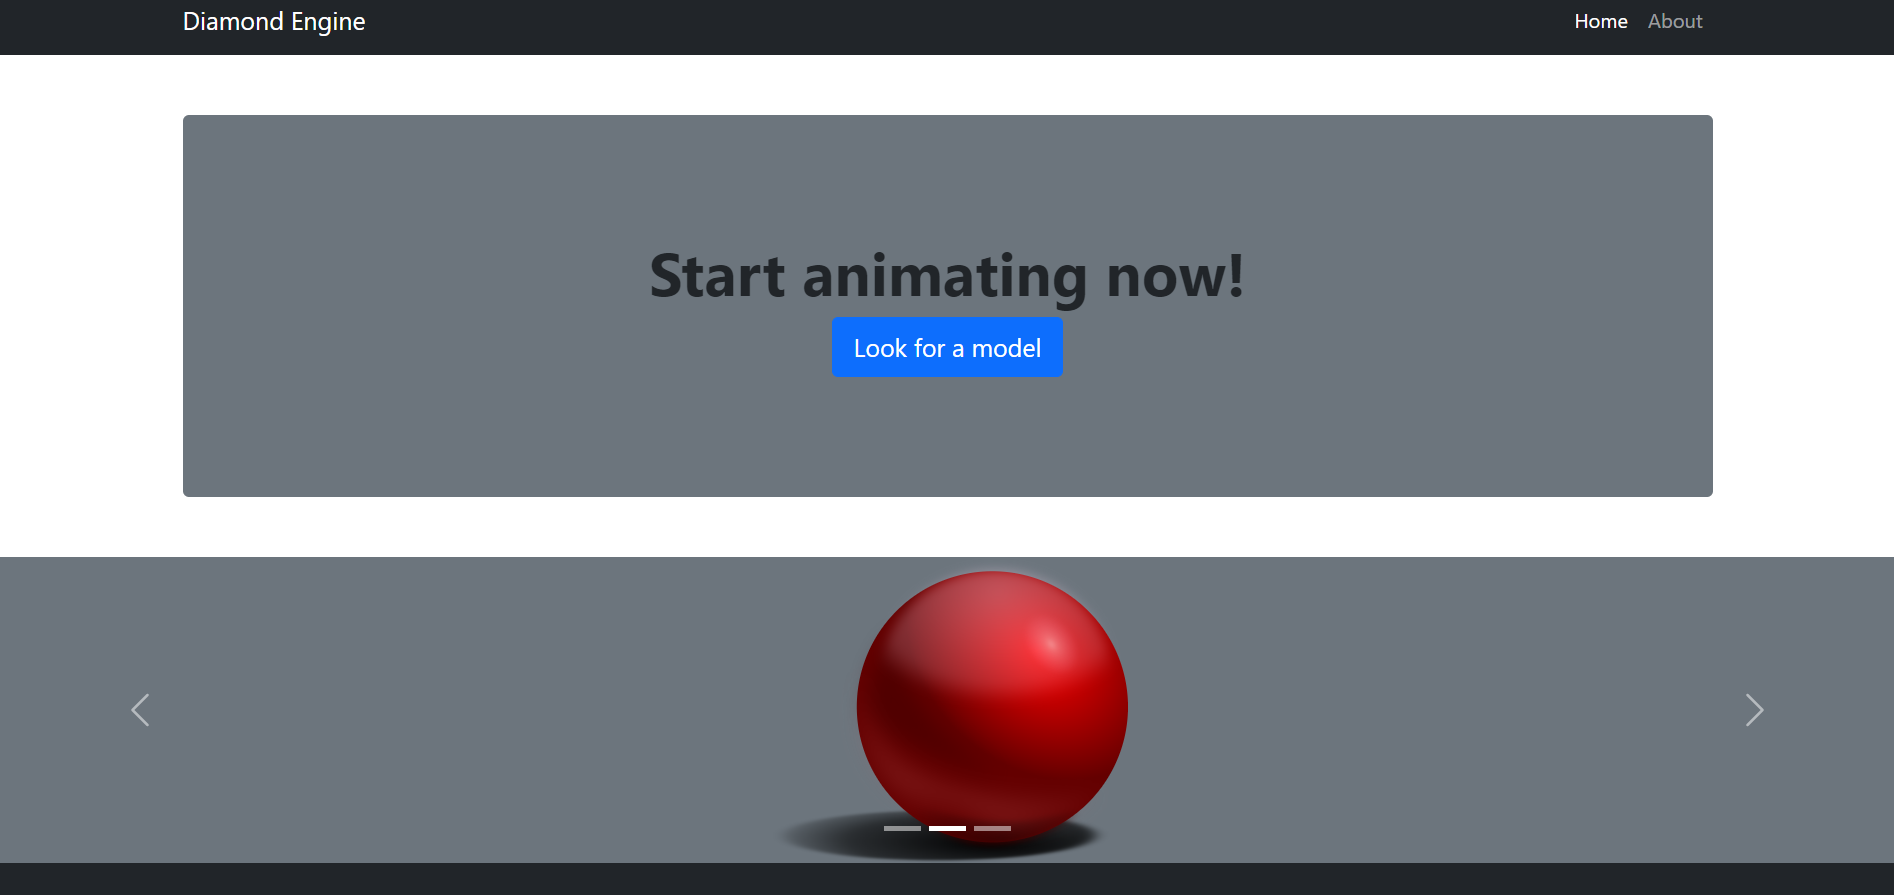 Diamond Engine
Home About
Start animating now!
Look for a model